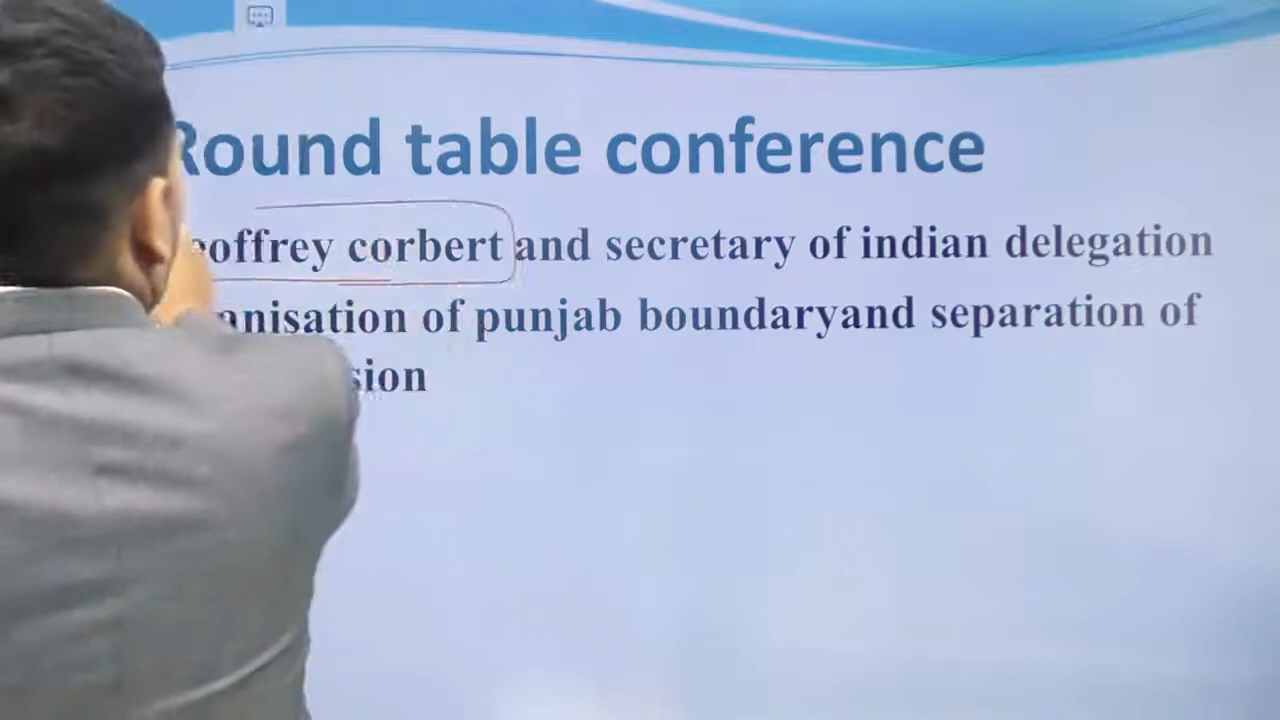 Round table conference
eoffrey corbert and secretary of indian delegation
anisation of punjab boundaryand separation of
sion